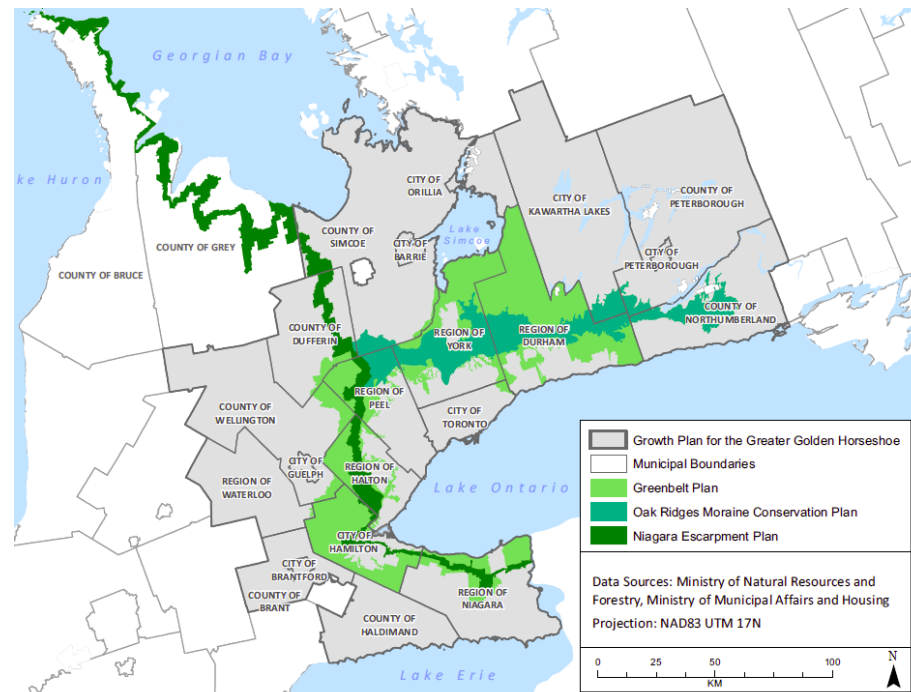 Georgian Bay
ke Huron
CITY OF
ORILLIA
COUNTY OF
PETERBOROUGH
CITY OF
KAWARTHA LAKES
COUNTY OF
SIMCOE
Lake
Simcoe
COUNTY OF GREY
CITY OF
BARRIE
CITY OF
PETERBOROUGH
COUNTY OF BRUCE
COUNTY OF
NORTHUMBERLAND
COUNTY OF
DUFFERIN
REGION OF
YORK
REGION OF
DURHAM
REGION OF
PEEL
COUNTY OF
WELLINGTON
CITY OF
TORONTO
CITY OF
GUELPH
REGION OF
HALTON
REGION OF
WATERLOO
Lake Ontario
CITY OF
HAMILTON
CITY OF
BRANTFORD
COUNTY OF
BRANT
REGION OF
NIAGARA
COUNTY OF
HALDIMAND
Lake Erie
Growth Plan for the Greater Golden Horseshoe
Municipal Boundaries
Greenbelt Plan
Oak Ridges Moraine Conservation Plan
Niagara Escarpment Plan
Data Sources: Ministry of Natural Resources and
Forestry, Ministry of Municipal Affairs and Housing
Projection: NAD83 UTM 17N
0 25 50 100
KM
N